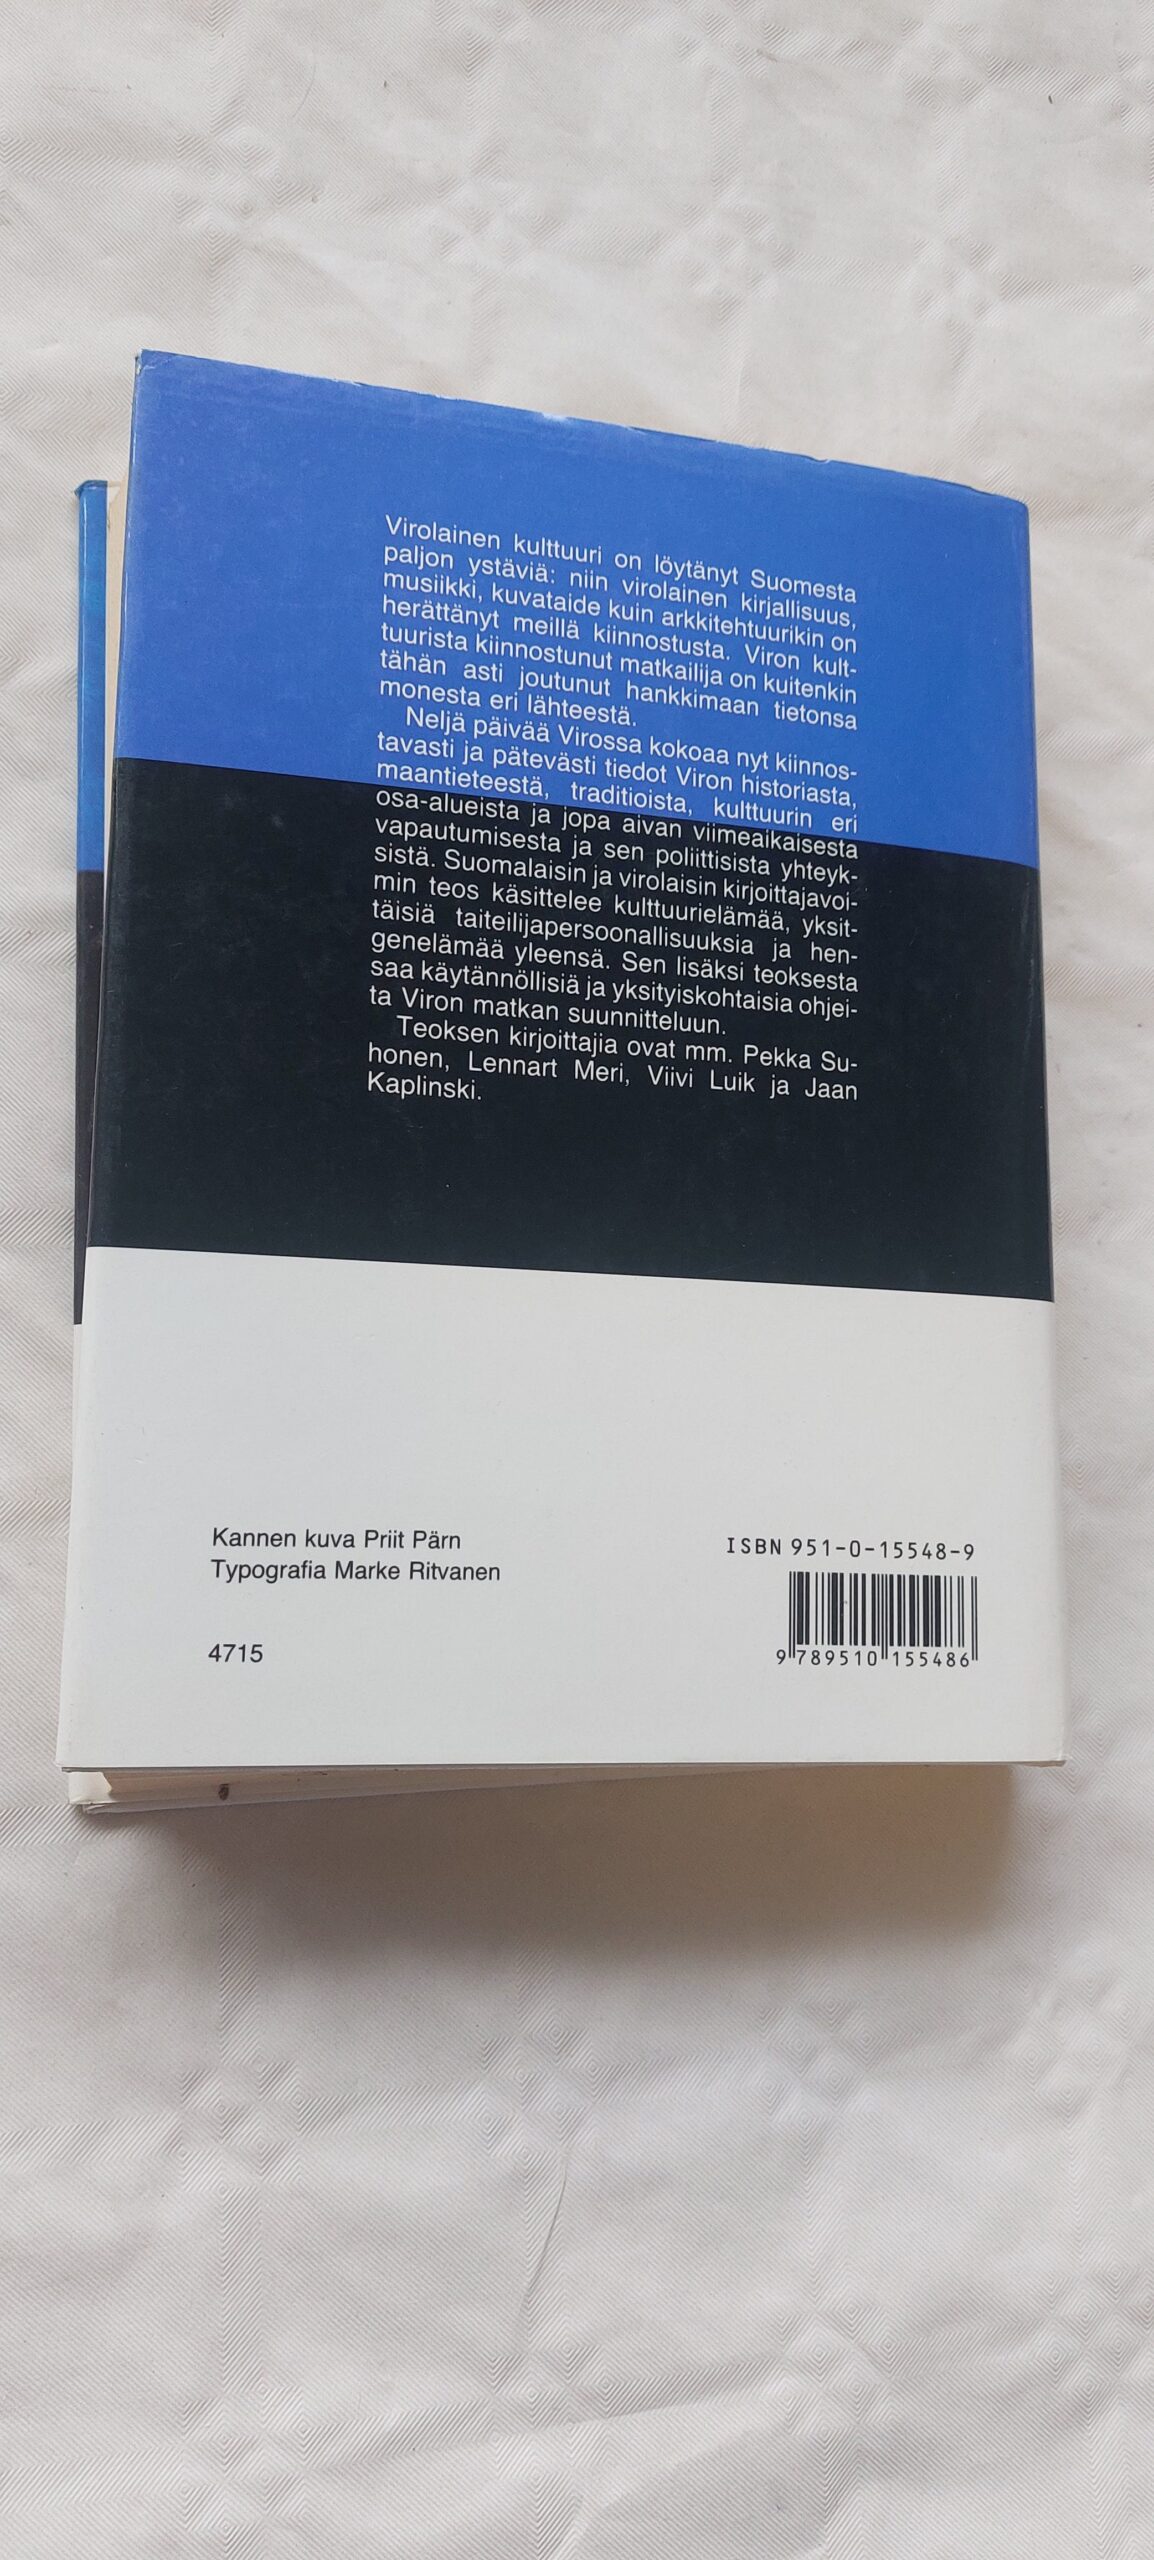 Virolainen kulttuuri on löytänyt Suomesta
paljon ystäviä: niin virolainen kirjallisuus,
musiikki, kuvataide kuin arkkitehtuurikin on
herättänyt meillä kiinnostusta. Viron kult-
tuurista kiinnostunut matkailija on kuitenkin
tähän asti joutunut hankkimaan tietonsa
monesta eri lähteestä.
Neljä päivää Virossa kokoaa nyt kiinnos-
tavasti ja pätevästi tiedot Viron historiasta,
maantieteestä, traditioista, kulttuurin eri
osa-alueista ja jopa aivan viimeaikaisesta
vapautumisesta ja sen poliittisista yhteyk-
sistä. Suomalaisin ja virolaisin kirjoittajavoi-
min teos käsittelee kulttuurielämää, yksit-
täisiä taiteilijapersoonallisuuksia ja hen-
genelämää yleensä. Sen lisäksi teoksesta
saa käytännöllisiä ja yksityiskohtaisia ohjei-
ta Viron matkan suunnitteluun.
Teoksen kirjoittajia ovat mm. Pekka Su-
honen, Lennart Meri, Viivi Luik ja Jaan
Kaplinski.
Kannen kuva Priit Pärn
Typografia Marke Ritvanen
4715
ISBN 951-0-15548-9
9 789510 155486